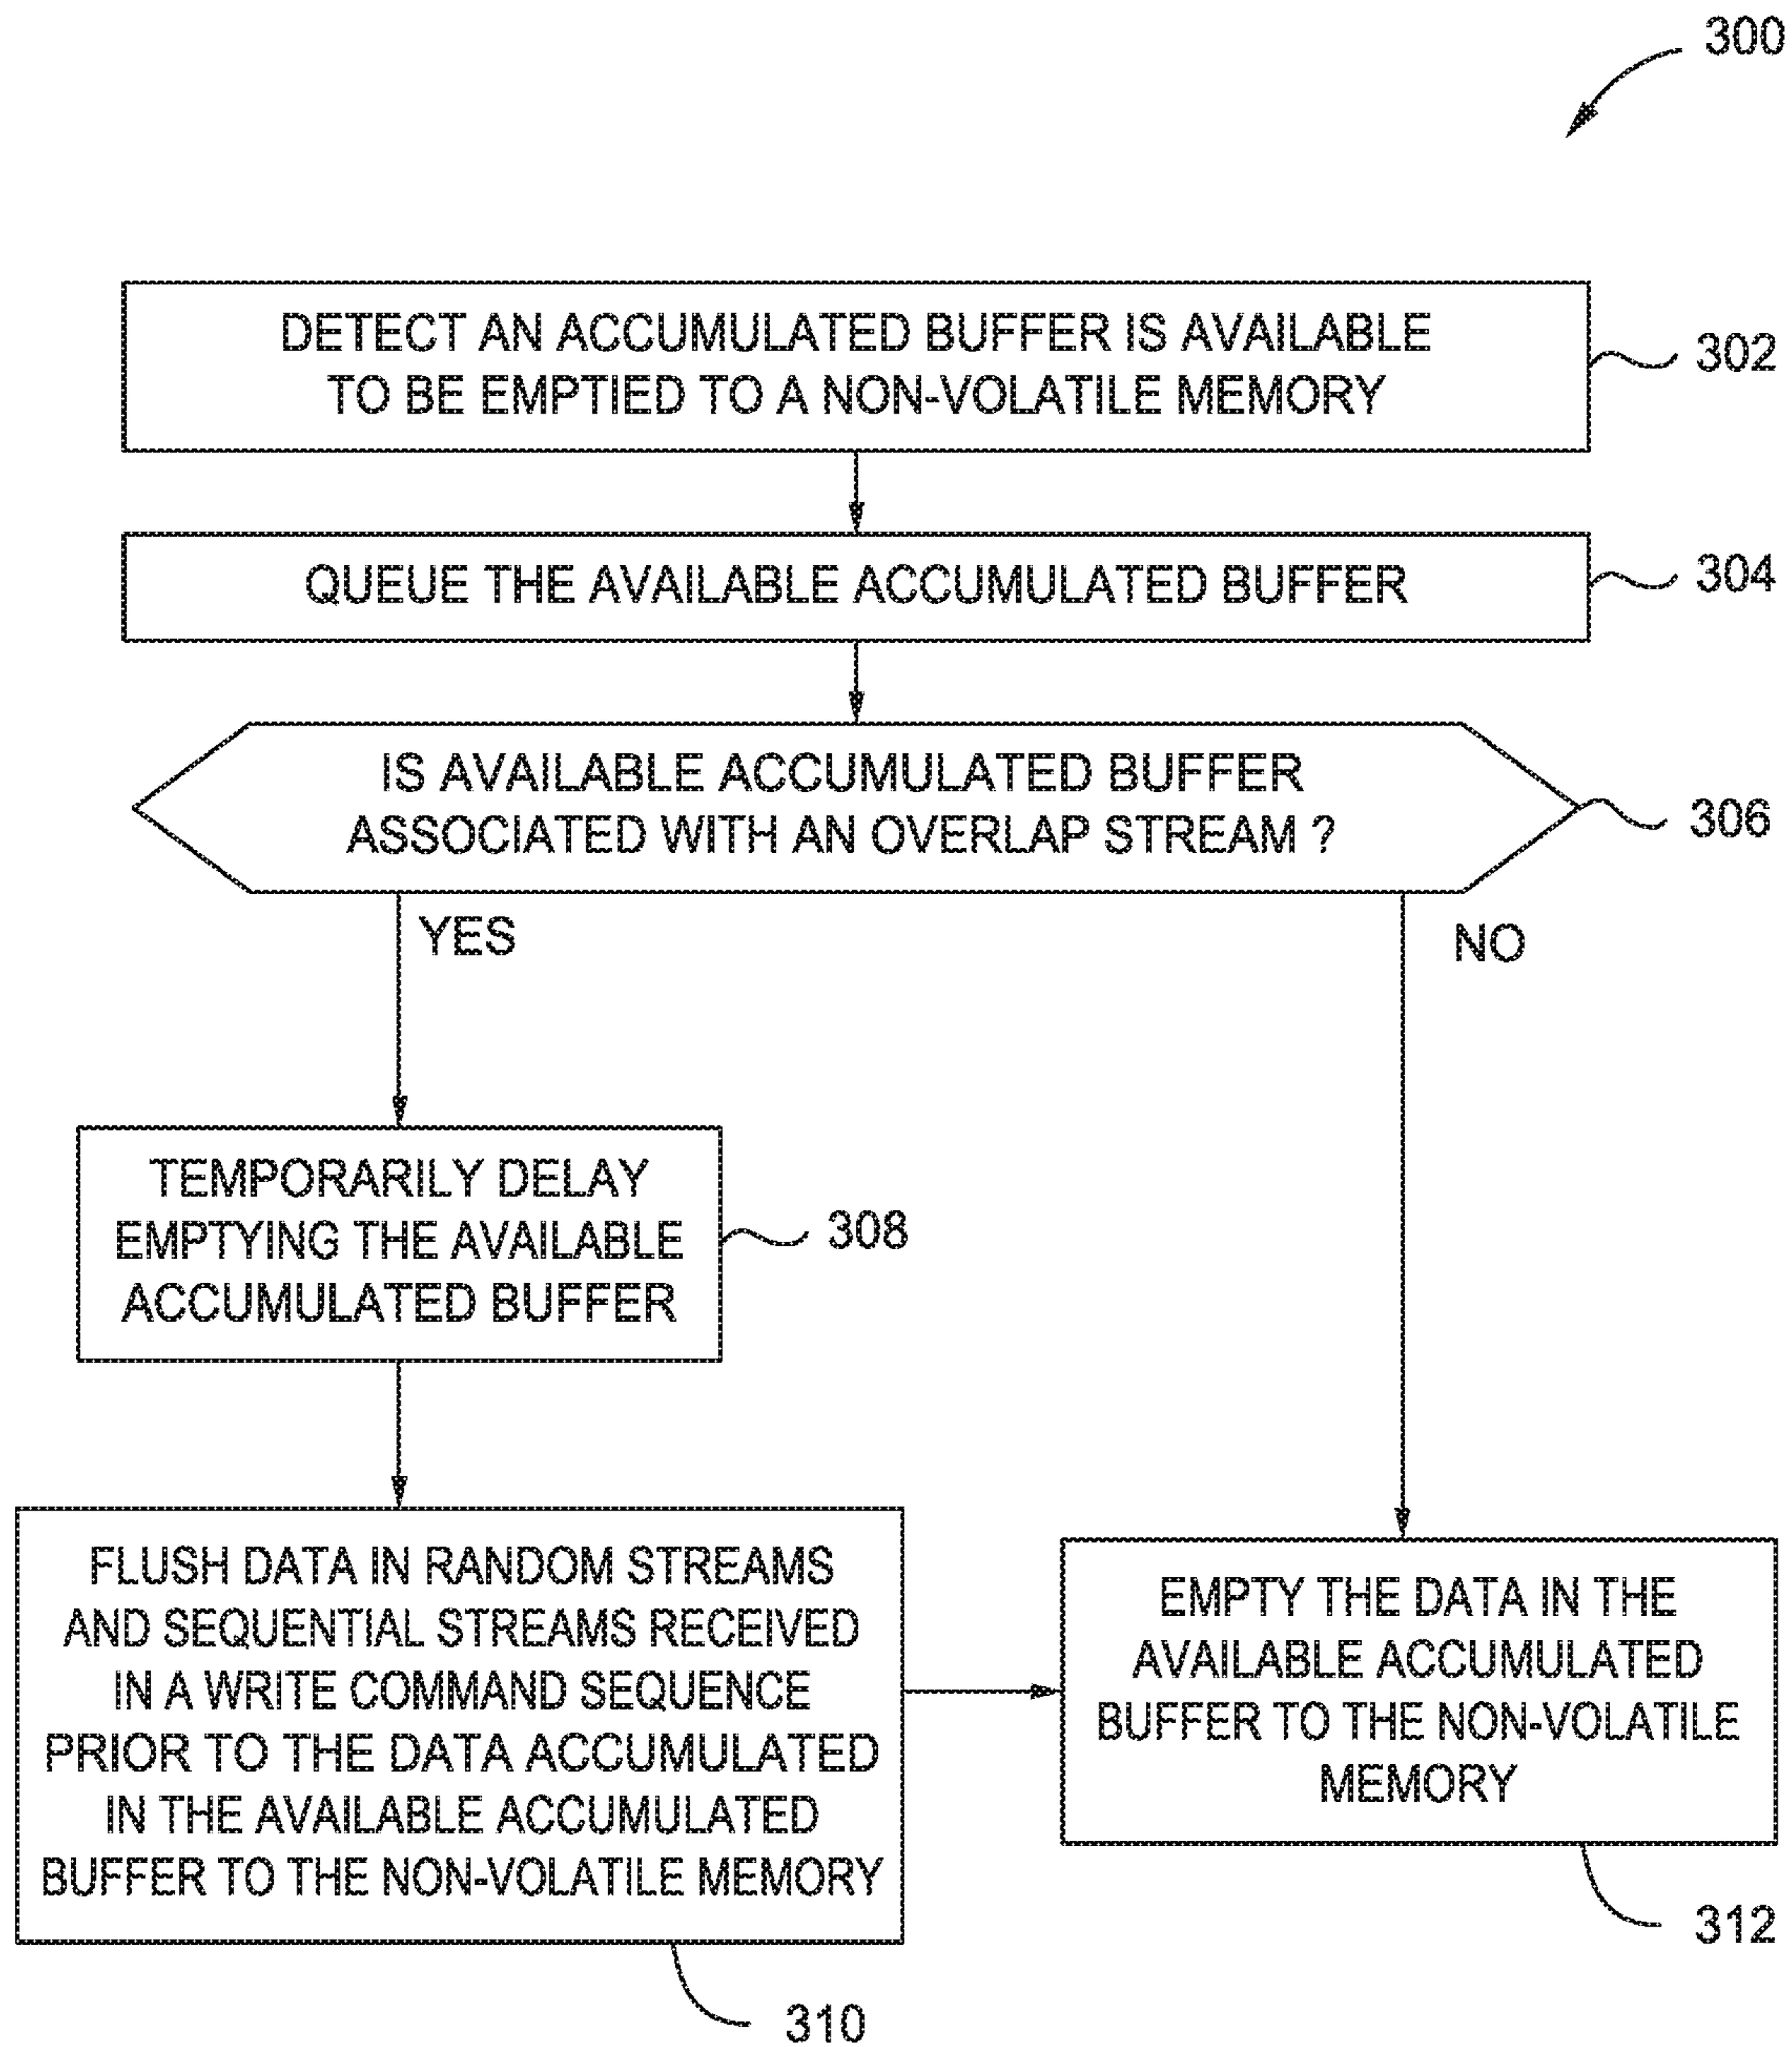 300
DETECT AN ACCUMULATED BUFFER IS AVAILABLE
TO BE EMPTIED TO A NON-VOLATILE MEMORY
302
QUEUE THE AVAILABLE ACCUMULATED BUFFER
304
IS AVAILABLE ACCUMULATED BUFFER
ASSOCIATED WITH AN OVERLAP STREAM ?
306
YES
NO
TEMPORARILY DELAY
EMPTYING THE AVAILABLE
ACCUMULATED BUFFER
308
FLUSH DATA IN RANDOM STREAMS
AND SEQUENTIAL STREAMS RECEIVED
IN A WRITE COMMAND SEQUENCE
PRIOR TO THE DATA ACCUMULATED
IN THE AVAILABLE ACCUMULATED
BUFFER TO THE NON-VOLATILE MEMORY
310
EMPTY THE DATA IN THE
AVAILABLE ACCUMULATED
BUFFER TO THE NON-VOLATILE
MEMORY
312